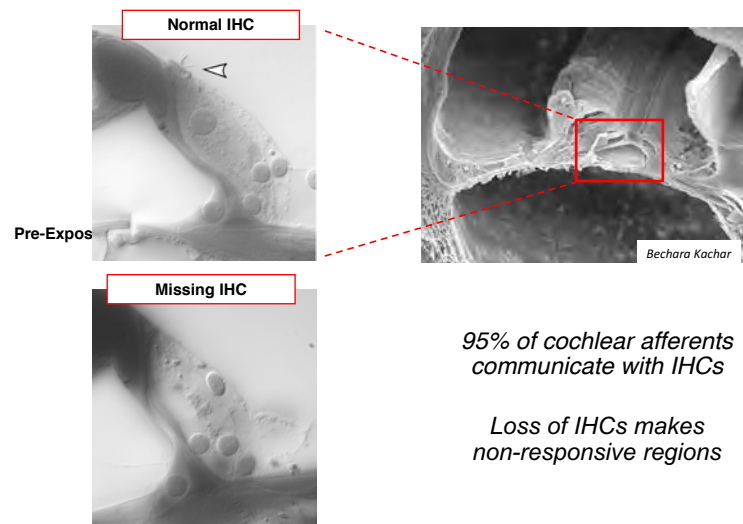 Normal IHC
Pre-Expos
Bechara Kachar
Missing IHC
95% of cochlear afferents
communicate with IHCs
Loss of IHCs makes
non-responsive regions